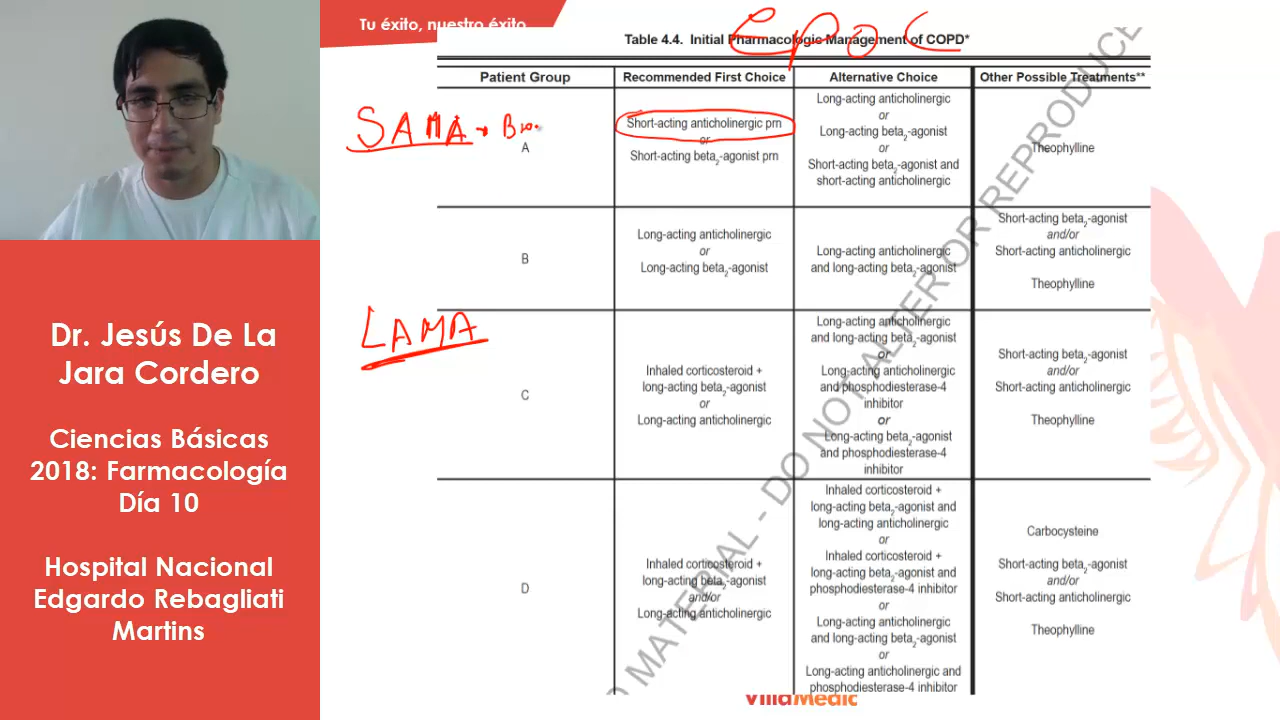 Tu éxito, nuestro éxito
EPOC
Table 4.4. Initial Pharmacologic Management of COPD*
Patient Group
Recommended First Choice
Alternative Choice
Other Possible Treatments**
SAMA
A
Short-acting anticholinergic prn
or
Short-acting beta2-agonist prn
Long-acting anticholinergic
or
Long-acting beta2-agonist
or
Short-acting beta2-agonist and
short-acting anticholinergic
Theophylline
B
Long-acting anticholinergic
or
Long-acting beta2-agonist
Long-acting anticholinergic
and long-acting beta2-agonist
Short-acting beta2-agonist
and/or
Short-acting anticholinergic
Theophylline
LAMA
C
Inhaled corticosteroid +
long-acting beta2-agonist
or
Long-acting anticholinergic
Long-acting anticholinergic
and long-acting beta2-agonist
or
Long-acting anticholinergic
and phosphodiesterase-4
inhibitor
or
Long-acting beta2-agonist
and phosphodiesterase-4
inhibitor
Short-acting beta2-agonist
and/or
Short-acting anticholinergic
Theophylline
D
Inhaled corticosteroid +
long-acting beta2-agonist
and/or
Long-acting anticholinergic
Inhaled corticosteroid +
long-acting beta2-agonist and
long-acting anticholinergic
or
Inhaled corticosteroid +
long-acting beta2-agonist and
phosphodiesterase-4 inhibitor
or
Long-acting anticholinergic
and long-acting beta2-agonist
or
Long-acting anticholinergic and
phosphodiesterase-4 inhibitor
Carbocysteine
Short-acting beta2-agonist
and/or
Short-acting anticholinergic
Theophylline
MATERIAL - DO NOT ALTER OR REPRODUCE
Dr. Jesús De La
Jara Cordero
Ciencias Básicas
2018: Farmacología
Día 10
Hospital Nacional
Edgardo Rebagliati
Martins
VillaMedic